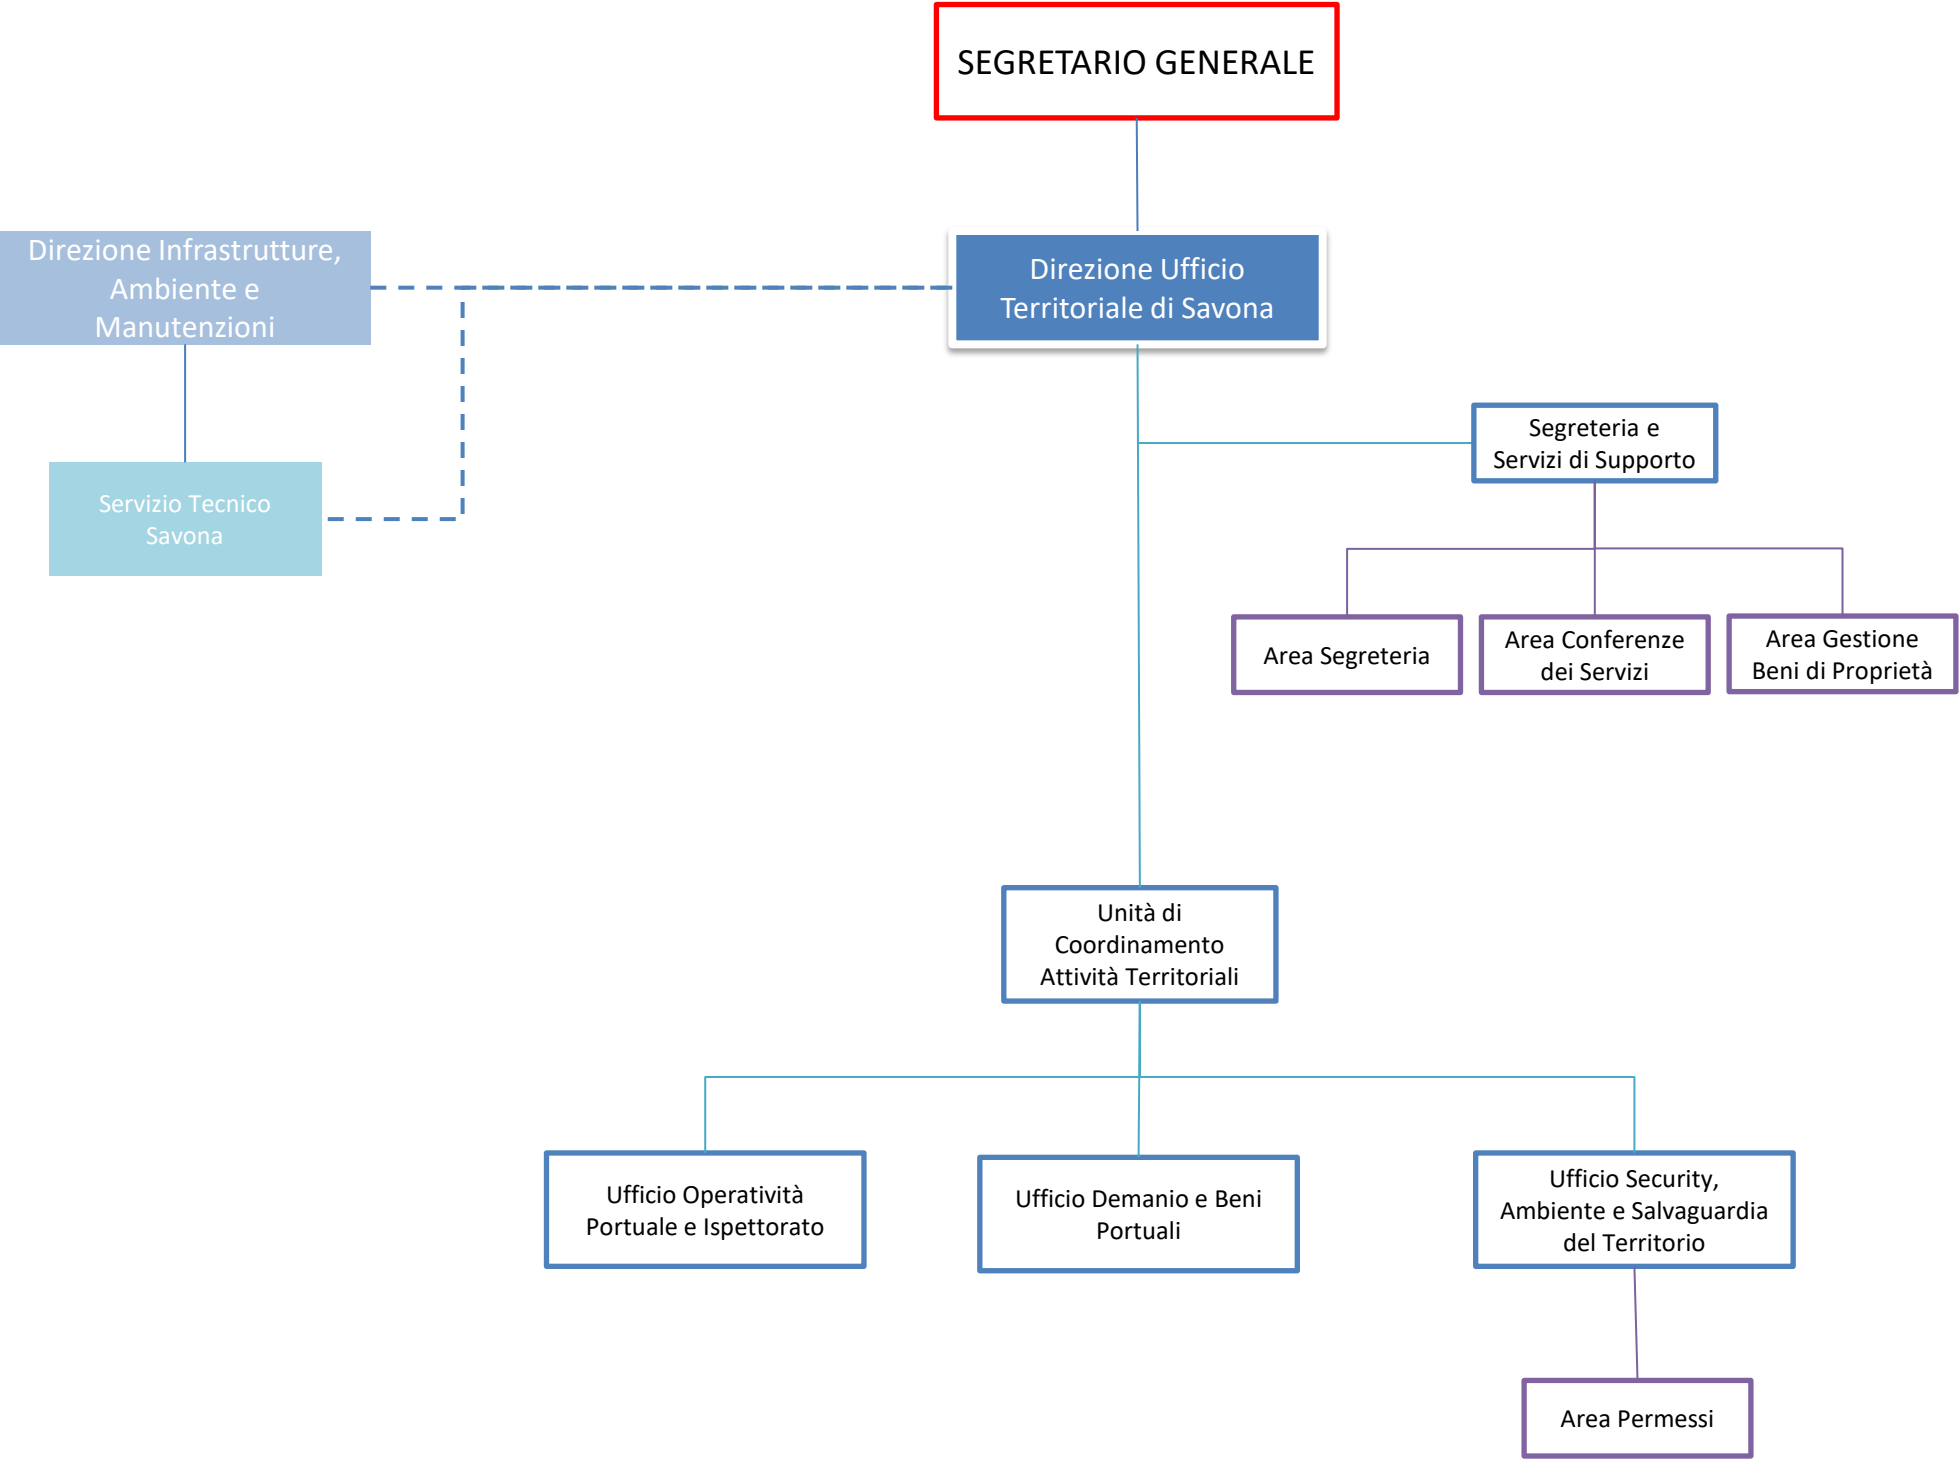 SEGRETARIO GENERALE
Direzione Infrastrutture,
Ambiente e
Manutenzioni
Direzione Ufficio
Territoriale di Savona
Segreteria e
Servizi di Supporto
Servizio Tecnico
Savona
Area Segreteria
Area Conferenze
dei Servizi
Area Gestione
Beni di Proprietà
Unità di
Coordinamento
Attività Territoriali
Ufficio Operatività
Portuale e Ispettorato
Ufficio Demanio e Beni
Portuali
Ufficio Security,
Ambiente e Salvaguardia
del Territorio
Area Permessi